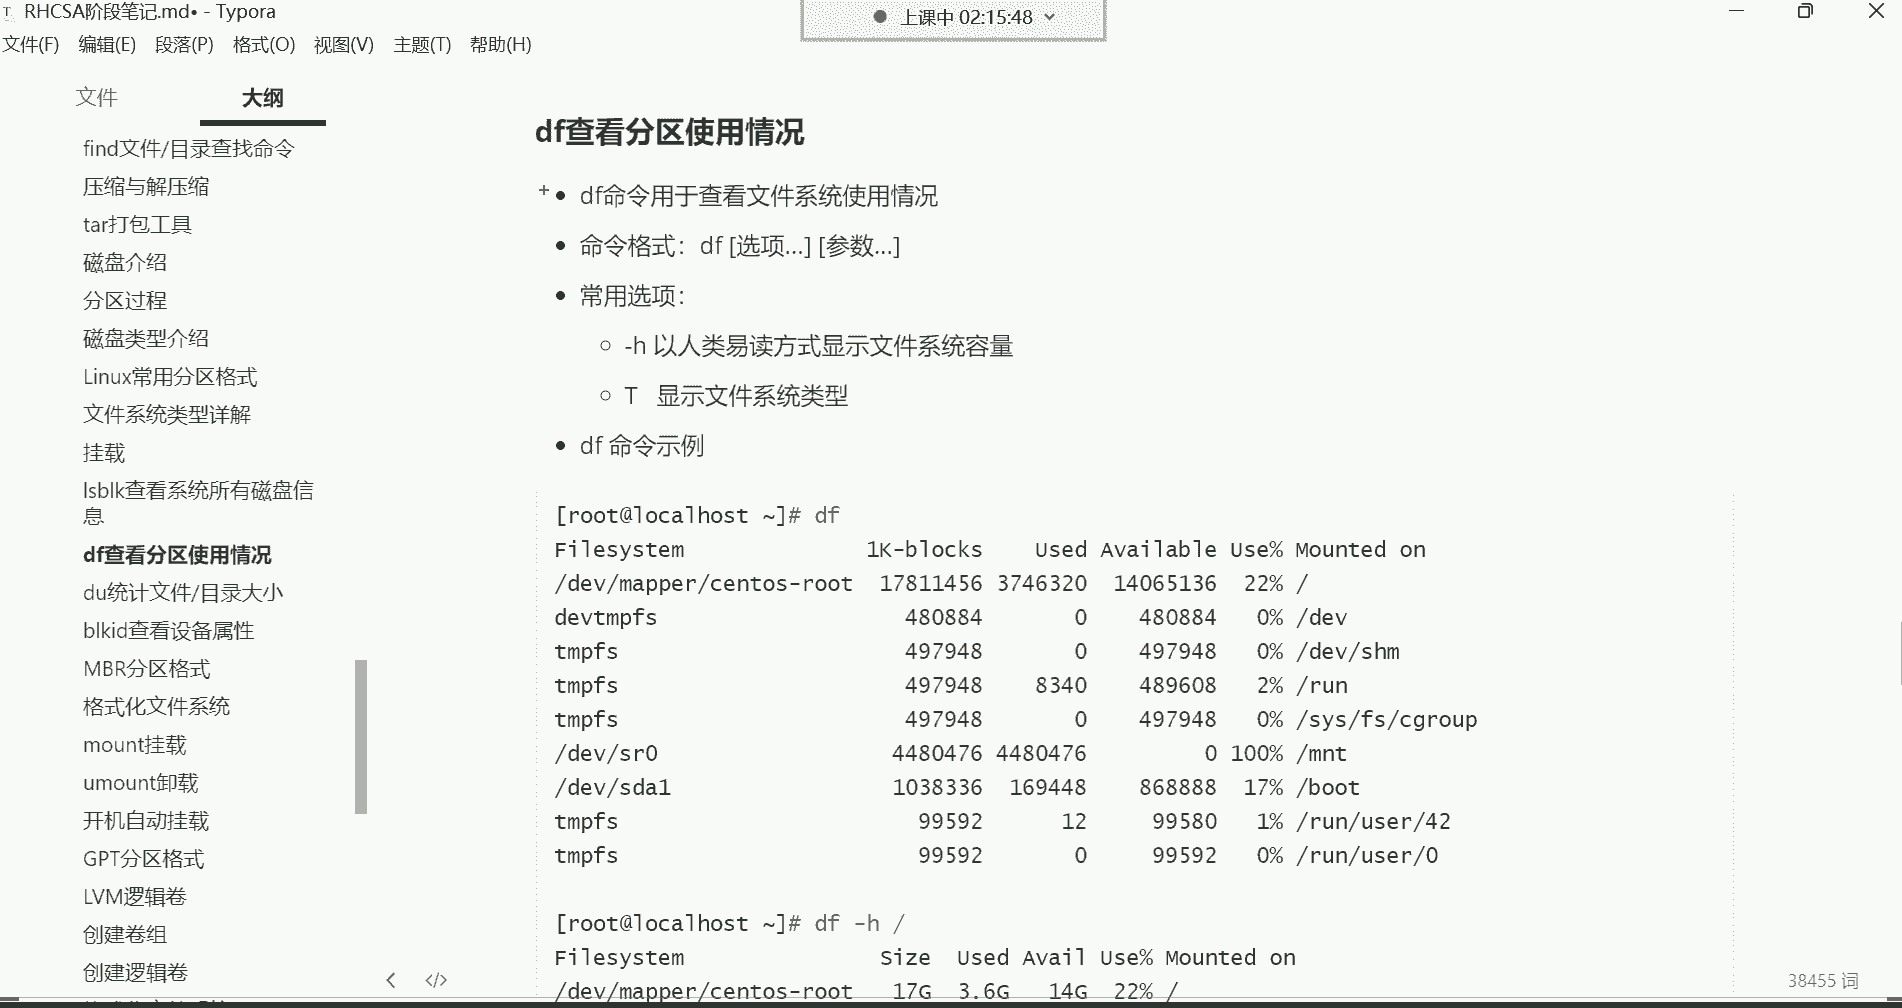 RHCSA阶段笔记.md• - Typora
上课中 02:15:48
文件(F) 编辑(E) 段落(P) 格式(O) 视图(V) 主题(T) 帮助(H)
文件 大纲
find文件/目录查找命令
压缩与解压缩
tar打包工具
磁盘介绍
分区过程
磁盘类型介绍
Linux常用分区格式
文件系统类型详解
挂载
lsblk查看系统所有磁盘信
息
df查看分区使用情况
du统计文件/目录大小
blkid查看设备属性
MBR分区格式
格式化文件系统
mount挂载
umount卸载
开机自动挂载
GPT分区格式
LVM逻辑卷
创建卷组
创建逻辑卷
df查看分区使用情况
df命令用于查看文件系统使用情况
命令格式：df [选项...] [参数...]
常用选项：
-h 以人类易读方式显示文件系统容量
T 显示文件系统类型
df 命令示例
[root@localhost ~]# df
Filesystem 1K-blocks Used Available Use% Mounted on
/dev/mapper/centos-root 17811456 3746320 14065136 22% /
devtmpfs 480884 0 480884 0% /dev
tmpfs 497948 0 497948 0% /dev/shm
tmpfs 497948 8340 489608 2% /run
tmpfs 497948 0 497948 0% /sys/fs/cgroup
/dev/sr0 4480476 4480476 0 100% /mnt
/dev/sda1 1038336 169448 868888 17% /boot
tmpfs 99592 12 99580 1% /run/user/42
tmpfs 99592 0 99592 0% /run/user/0
[root@localhost ~]# df -h /
Filesystem Size Used Avail Use% Mounted on
/dev/mapper/centos-root 17G 3.6G 14G 22% /
38455 词